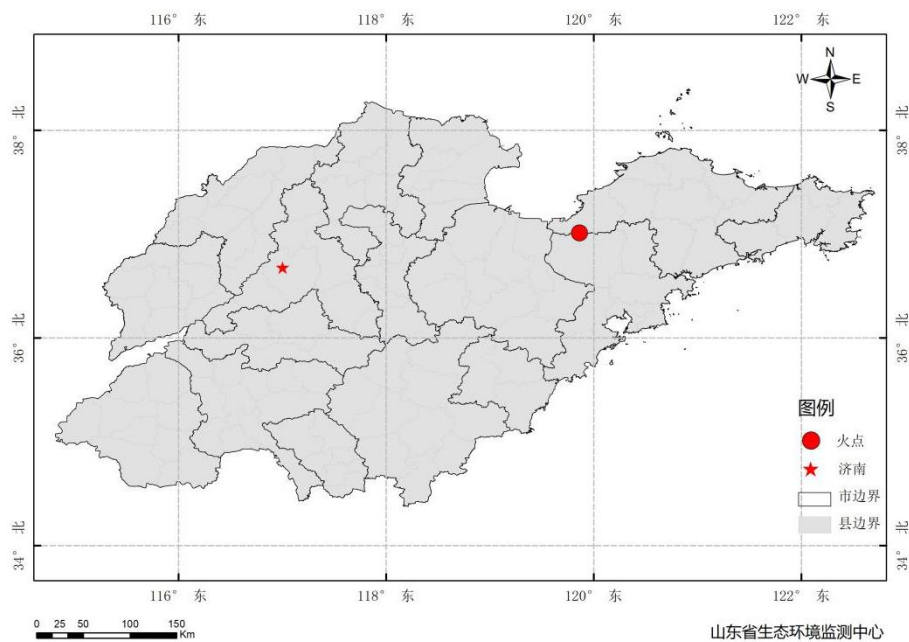 116° 东 118° 东 120° 东 122° 东
N
W E
S
38° 北 38° 北
36° 北 36° 北
34° 北 34° 北
图例
火点
济南
市边界
县边界
116° 东 118° 东 120° 东 122° 东
0 25 50 100 150
Km
山东省生态环境监测中心